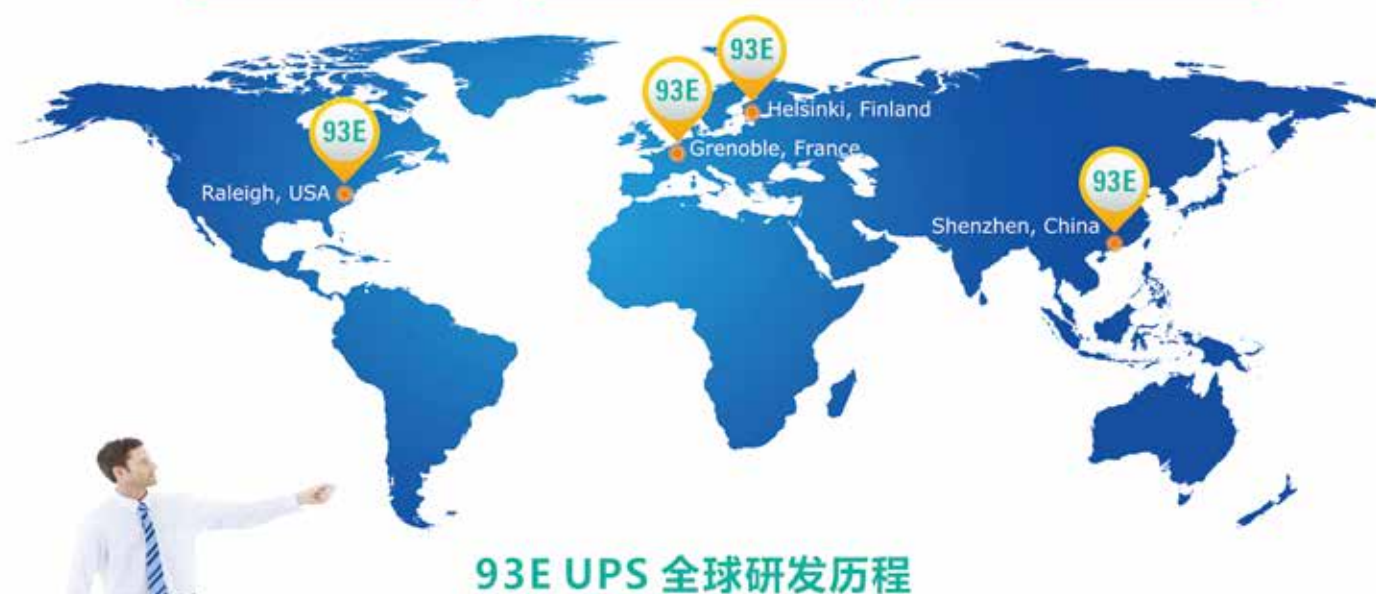 93E
Helsinki, Finland
93E
Grenoble, France
93E
Raleigh, USA
93E
Shenzhen, China
93E UPS 全球研发历程